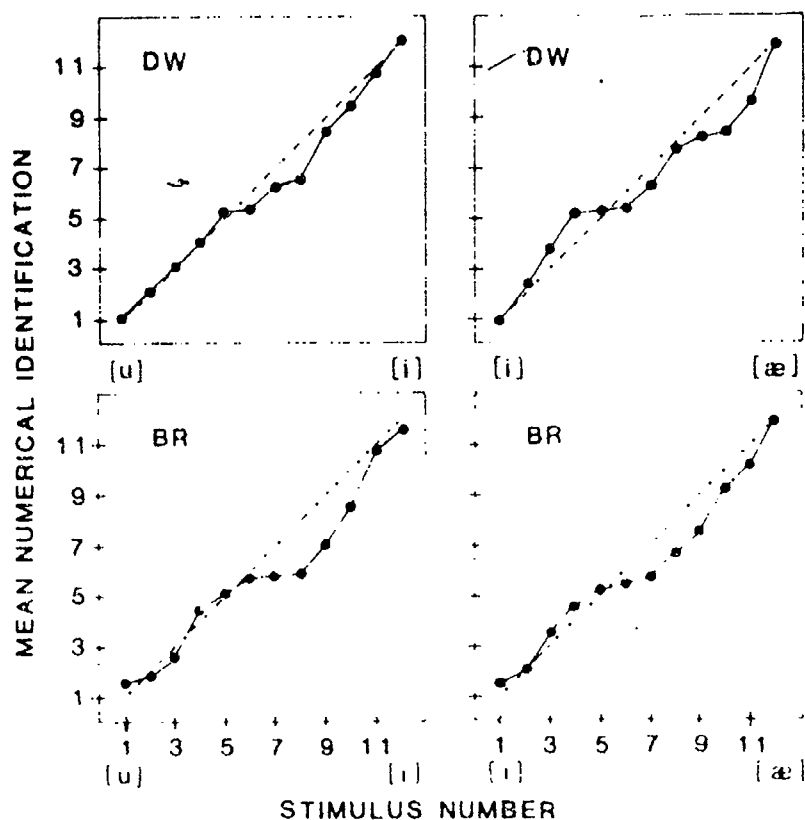 MEAN NUMERICAL IDENTIFICATION
DW
11
9
7
5
3
1
[u] [i]
DW
[i] [æ]
BR
11
9
7
5
3
1
1 3 5 7 9 11
[u] [ı]
BR
1 3 5 7 9 11
[ı] [æ]
STIMULUS NUMBER